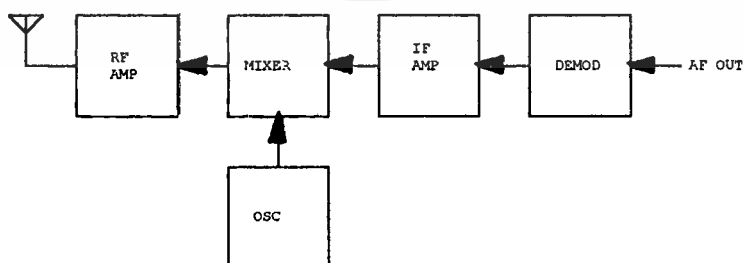 RF
AMP
MIXER
IF
AMP
DEMOD
AF OUT
OSC